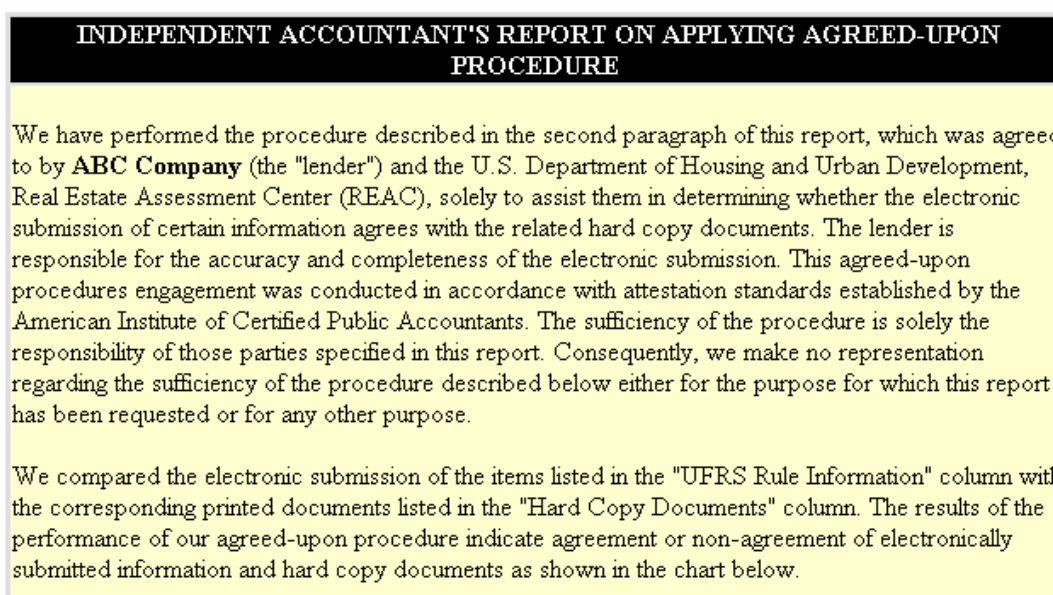 INDEPENDENT ACCOUNTANT'S REPORT ON APPLYING AGREED-UPON
PROCEDURE
We have performed the procedure described in the second paragraph of this report, which was agreed
to by ABC Company (the "lender") and the U.S. Department of Housing and Urban Development,
Real Estate Assessment Center (REAC), solely to assist them in determining whether the electronic
submission of certain information agrees with the related hard copy documents. The lender is
responsible for the accuracy and completeness of the electronic submission. This agreed-upon
procedures engagement was conducted in accordance with attestation standards established by the
American Institute of Certified Public Accountants. The sufficiency of the procedure is solely the
responsibility of those parties specified in this report. Consequently, we make no representation
regarding the sufficiency of the procedure described below either for the purpose for which this report
has been requested or for any other purpose.
We compared the electronic submission of the items listed in the "UFRS Rule Information" column with
the corresponding printed documents listed in the "Hard Copy Documents" column. The results of the
performance of our agreed-upon procedure indicate agreement or non-agreement of electronically
submitted information and hard copy documents as shown in the chart below.